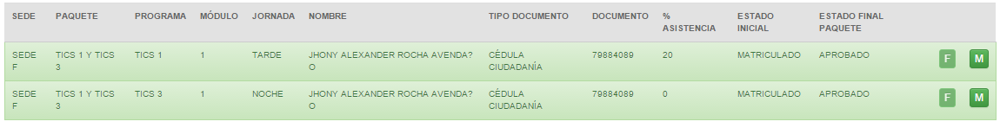 SEDE PAQUETE PROGRAMA MÓDULO JORNADA NOMBRE TIPO DOCUMENTO DOCUMENTO % ASISTENCIA ESTADO INICIAL ESTADO FINAL PAQUETE
SEDE F TICS 1 Y TICS 3 TICS 1 1 TARDE JHONY ALEXANDER ROCHA AVENDA?O CÉDULA CIUDADANÍA 79884089 20 MATRICULADO APROBADO F M
SEDE F TICS 1 Y TICS 3 TICS 3 1 NOCHE JHONY ALEXANDER ROCHA AVENDA?O CÉDULA CIUDADANÍA 79884089 0 MATRICULADO APROBADO F M